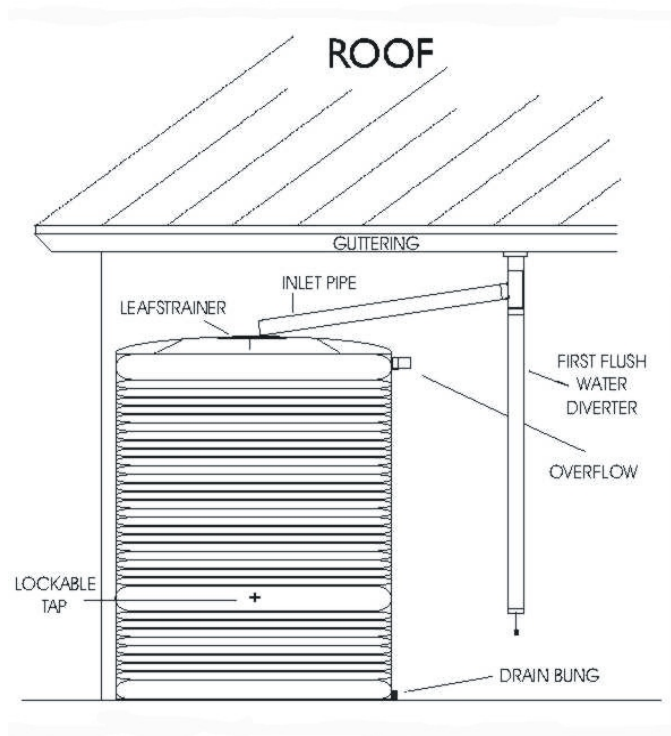 ROOF
GUTTERING
INLET PIPE
LEAFSTRAINER
FIRST FLUSH
WATER
DIVERTER
OVERFLOW
LOCKABLE
TAP
DRAIN BUNG